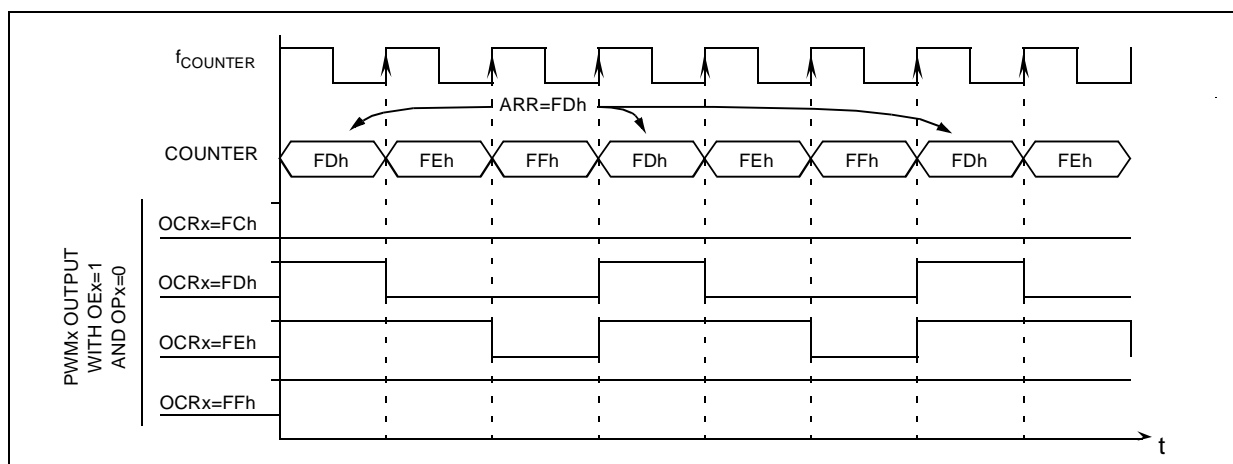 fCOUNTER
ARR=FDh
COUNTER
FDh FEh FFh FDh FEh FFh FDh FEh
PWMx OUTPUT
WITH OEx=1
AND OPx=0
OCRx=FCh
OCRx=FDh
OCRx=FEh
OCRx=FFh
t